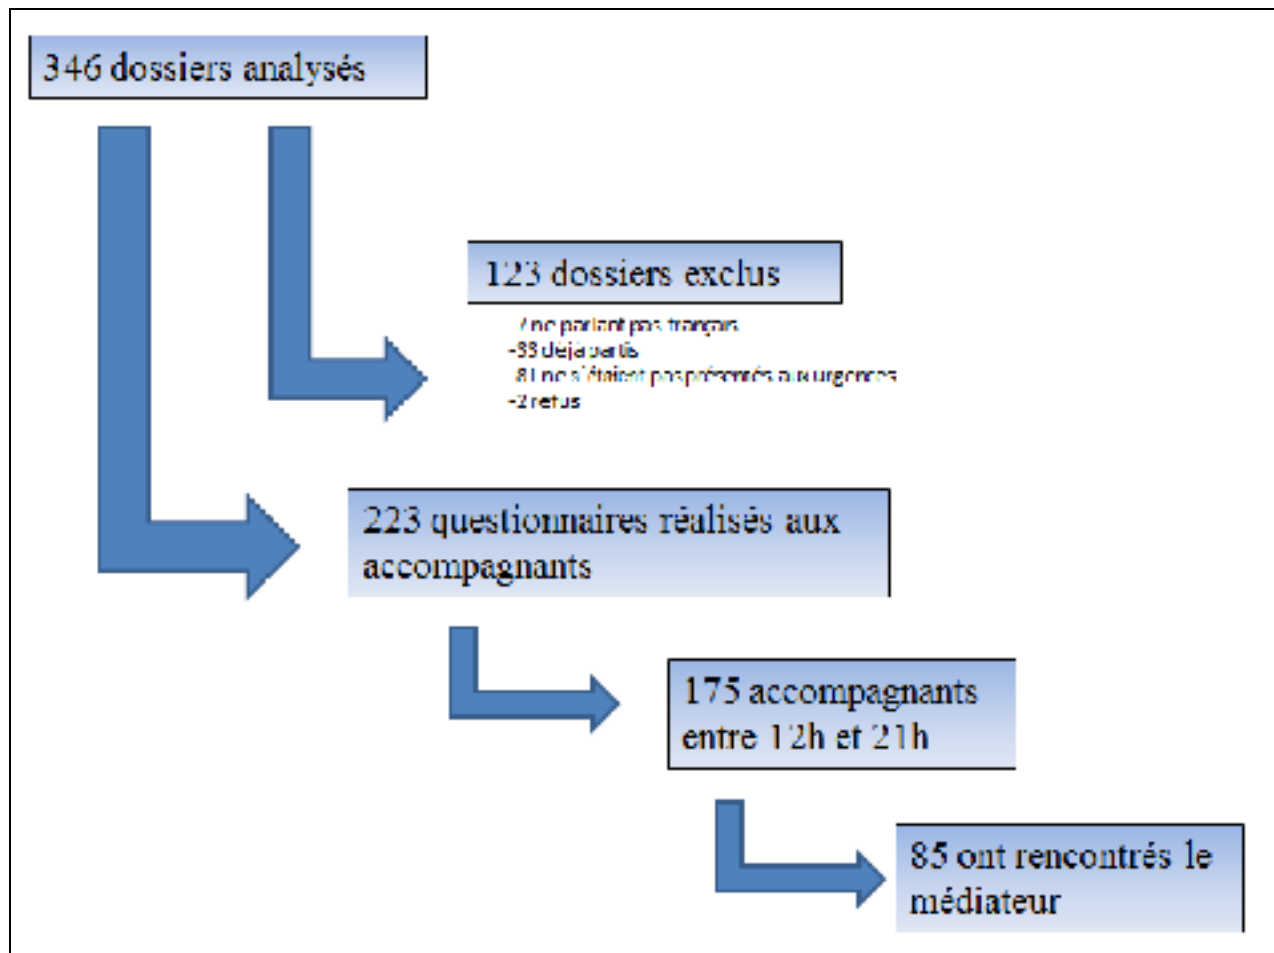 346 dossiers analysés
123 dossiers exclus
7 ne parlant pas français
-33 déjà partis
81 ne s'étaient pas présentés aux urgences
-2 refus
223 questionnaires réalisés aux
accompagnants
175 accompagnants
entre 12h et 21h
85 ont rencontrés le
médiateur